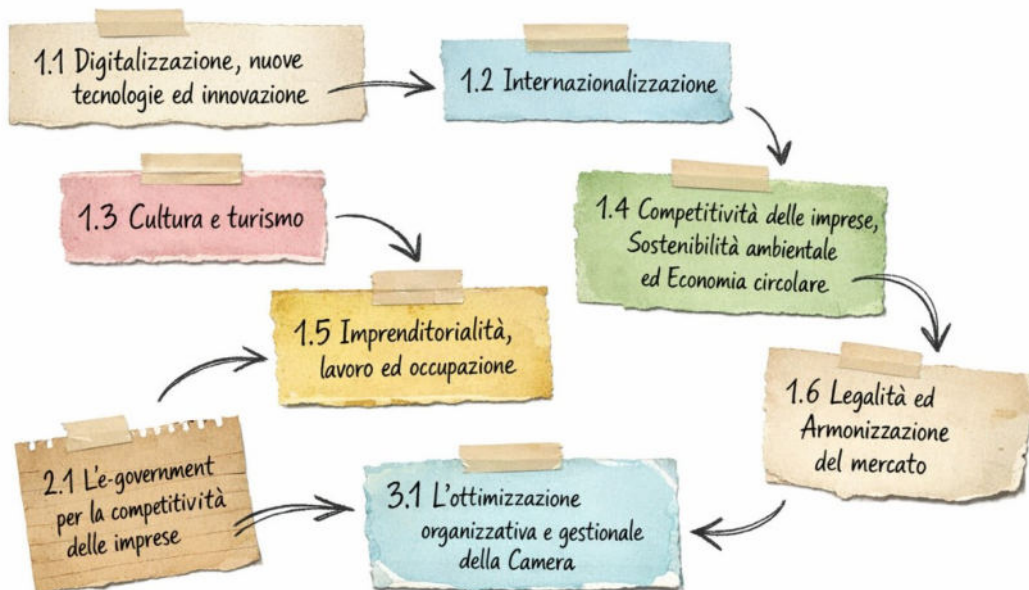 1.1 Digitalizzazione, nuove
tecnologie ed innovazione
1.2 Internazionalizzazione
1.3 Cultura e turismo
1.4 Competitività delle imprese,
Sostenibilità ambientale
ed Economia circolare
1.5 Imprenditorialità,
lavoro ed occupazione
1.6 Legalità ed
Armonizzazione
del mercato
2.1 L'e-government
per la competitività
delle imprese
3.1 L'ottimizzazione
organizzativa e gestionale
della Camera